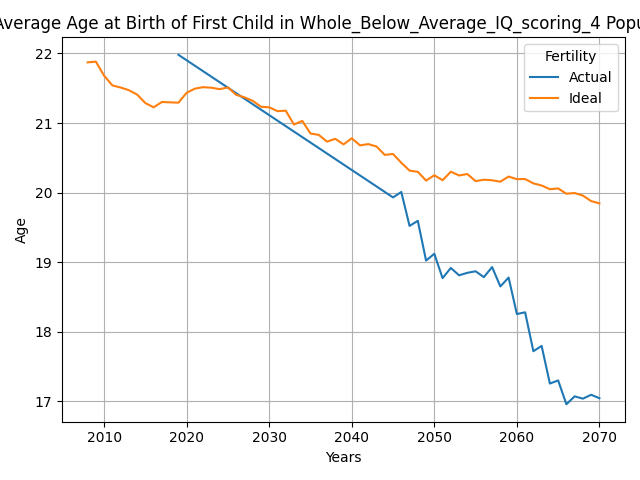 Average Age at Birth of First Child in Whole_Below_Average_IQ_scoring_4
Fertility
Actual
Ideal
Age
22
21
20
19
18
17
2010 2020 2030 2040 2050 2060 2070
Years